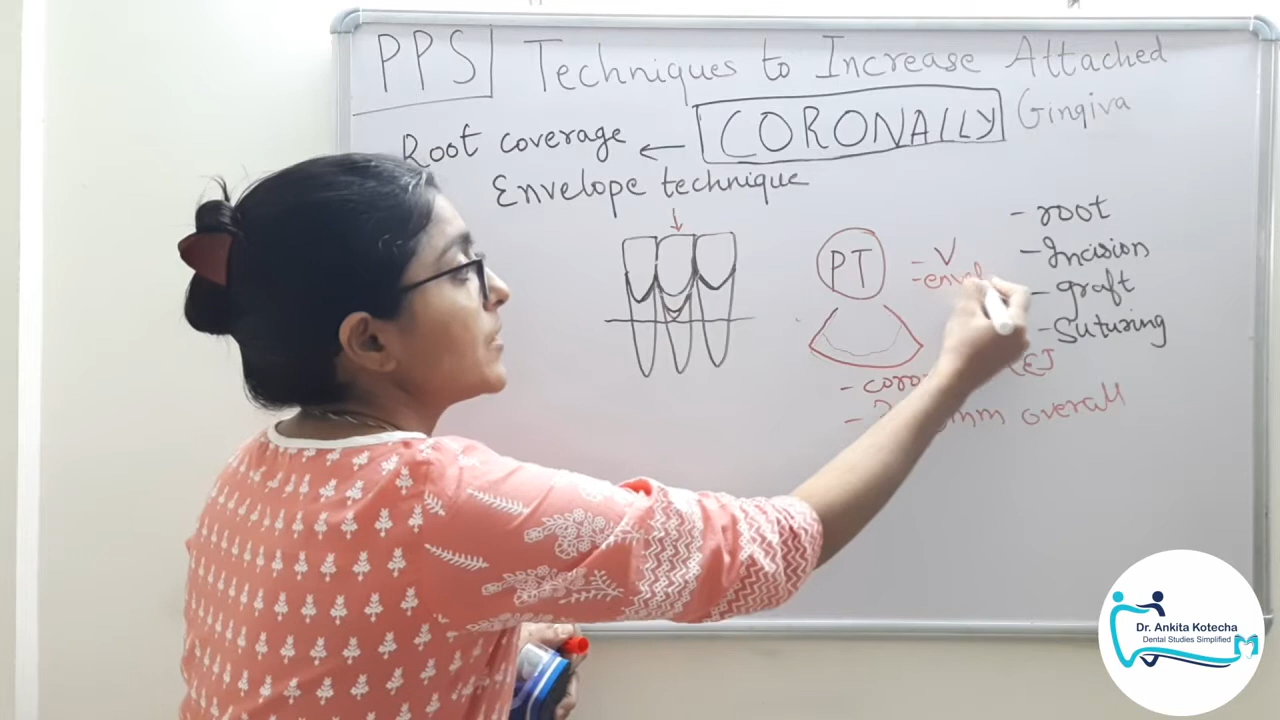 PPS Techniques to Increase Attached
Gingiva
CORONALLY
Root coverage ←
Envelope technique
PT
- V
- root
- Incision
- graft
- Suturing
mm overall
Dr. Ankita Kotecha
Dental Studies Simplified